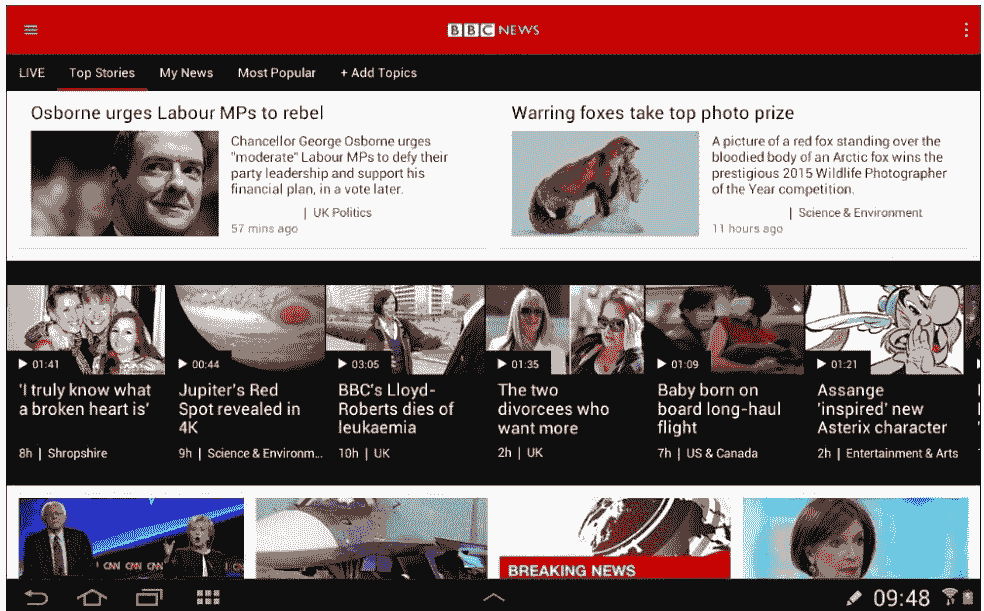 BBC NEWS
LIVE
Top Stories
My News
Most Popular
+ Add Topics
Osborne urges Labour MPs to rebel
Chancellor George Osborne urges
"moderate" Labour MPs to defy their
party leadership and support his
financial plan, in a vote later.
| UK Politics
57 mins ago
Warring foxes take top photo prize
A picture of a red fox standing over the
bloodied body of an Arctic fox wins the
prestigious 2015 Wildlife Photographer
of the Year competition.
| Science & Environment
11 hours ago
01:41
'I truly know what
a broken heart is'
8h | Shropshire
00:44
Jupiter's Red
Spot revealed in
4K
9h | Science & Environm...
03:05
BBC's Lloyd-
Roberts dies of
leukaemia
10h | UK
01:35
The two
divorcees who
want more
2h | UK
01:09
Baby born on
board long-haul
flight
7h | US & Canada
01:21
Assange
'inspired' new
Asterix character
2h | Entertainment & Arts
CNN CNN CNN
BREAKING NEWS
09:48